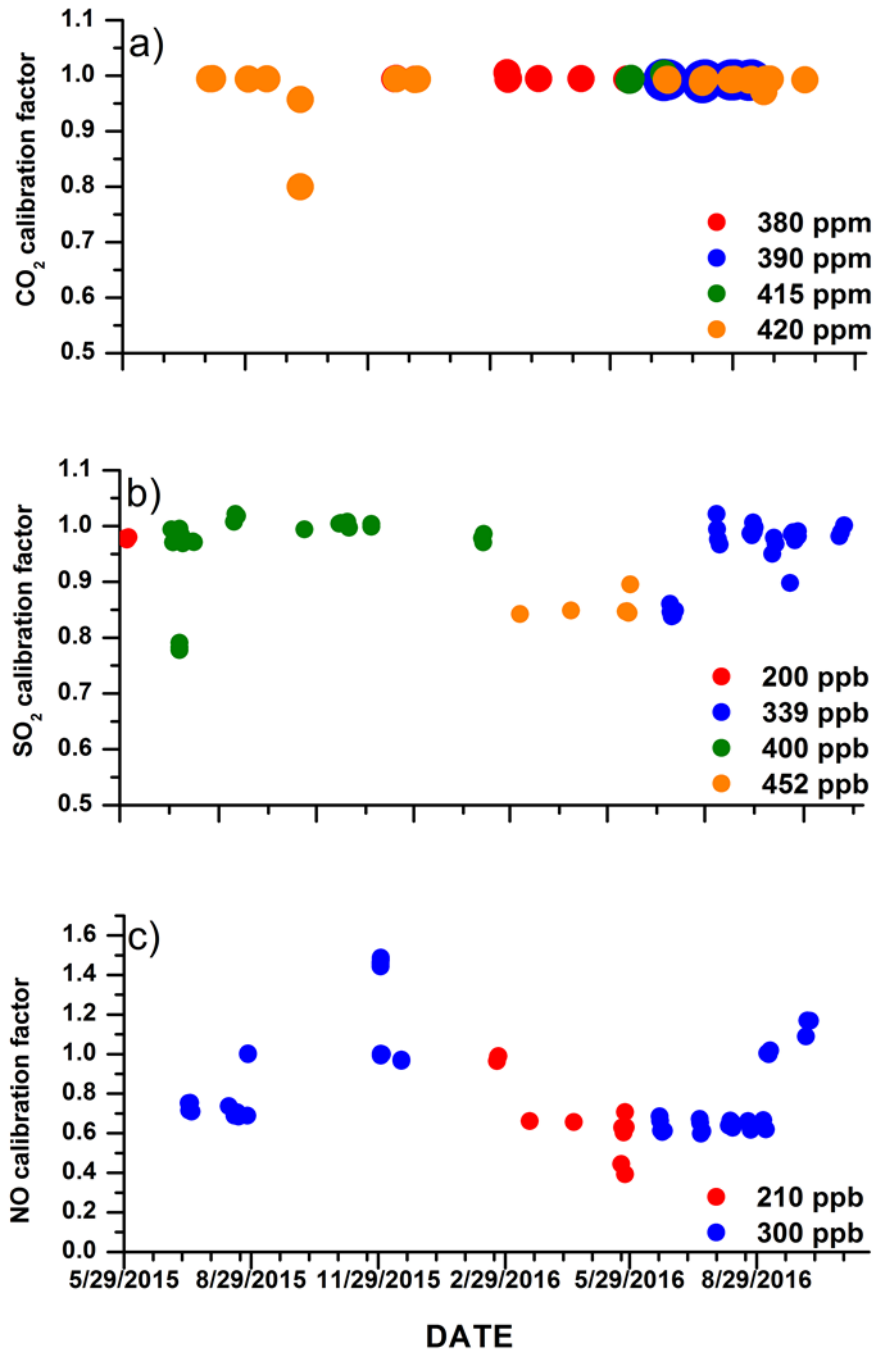 a)
CO2 calibration factor
1.1
1.0
0.9
0.8
0.7
0.6
0.5
380 ppm
390 ppm
415 ppm
420 ppm
b)
SO2 calibration factor
1.1
1.0
0.9
0.8
0.7
0.6
0.5
200 ppb
339 ppb
400 ppb
452 ppb
c)
NO calibration factor
1.6
1.4
1.2
1.0
0.8
0.6
0.4
0.2
0.0
210 ppb
300 ppb
5/29/2015 8/29/2015 11/29/2015 2/29/2016 5/29/2016 8/29/2016
DATE